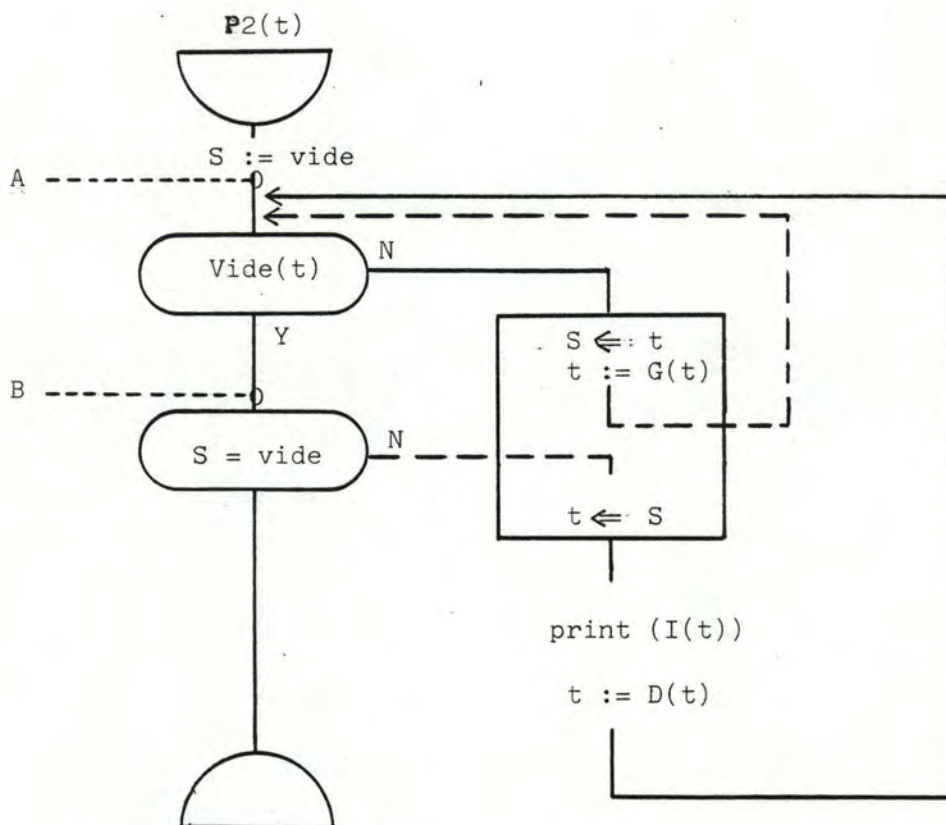 P2(t)
S := vide
A
Vide(t)
N
Y
S ⇐ t
t := G(t)
B
S = vide
N
t ⇐ S
print (I(t))
t := D(t)